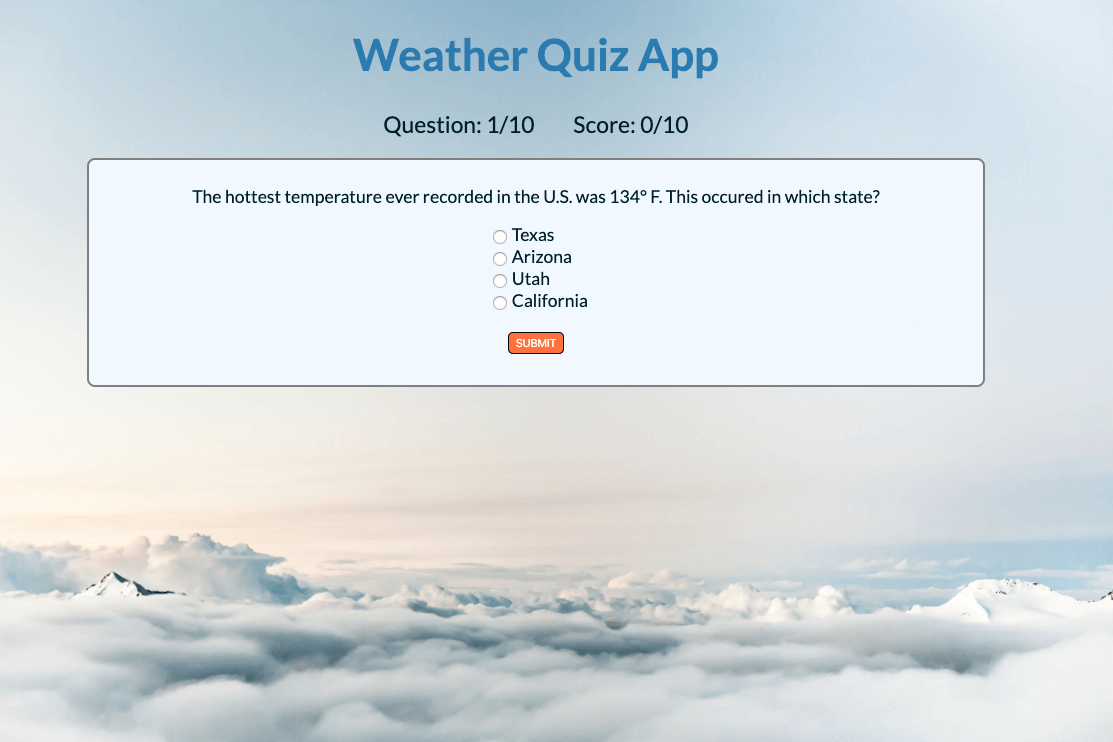 Weather Quiz App
Question: 1/10 Score: 0/10
The hottest temperature ever recorded in the U.S. was 134° F. This occured in which state?
Texas
Arizona
Utah
California
SUBMIT